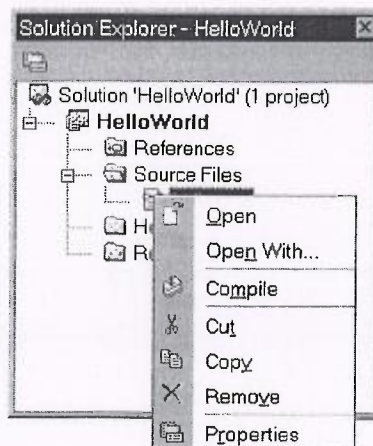 Solution Explorer - HelloWorld
Solution 'HelloWorld' (1 project)
HelloWorld
References
Source Files
Open
Open With...
Compile
Cut
Copy
Remove
Properties